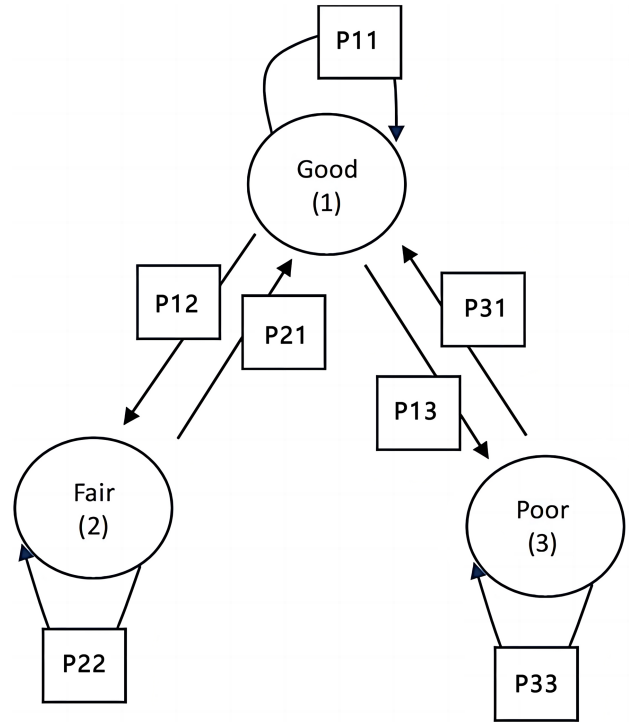 P11
Good
(1)
P12
P21
P31
P13
Fair
(2)
Poor
(3)
P22
P33